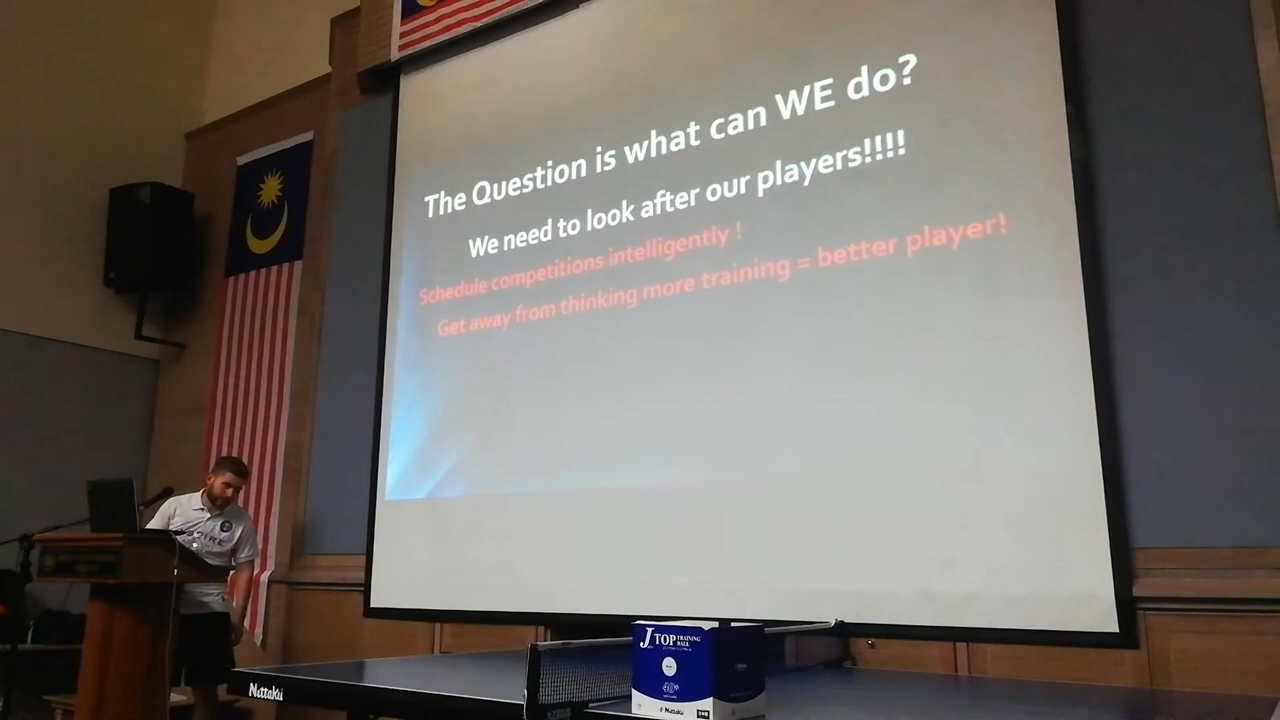 The Question is what can WE do?
We need to look after our players!!!!
Schedule competitions intelligently !
Get away from thinking more training = better player!
J TOP TRAINING
BALL
40+
Nittaku
Nittaku